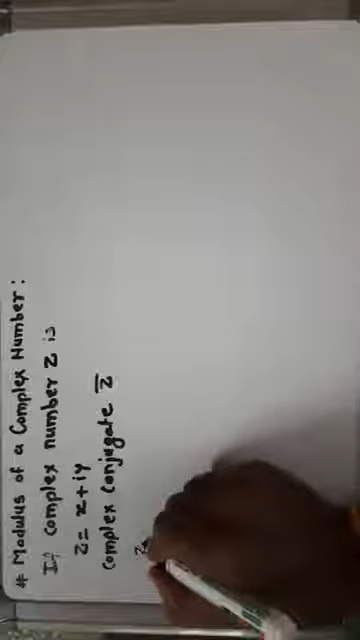 # Modulus of a Complex Number:
If complex number Z is
Z = x + iy
Complex Conjugate Z̅
Z